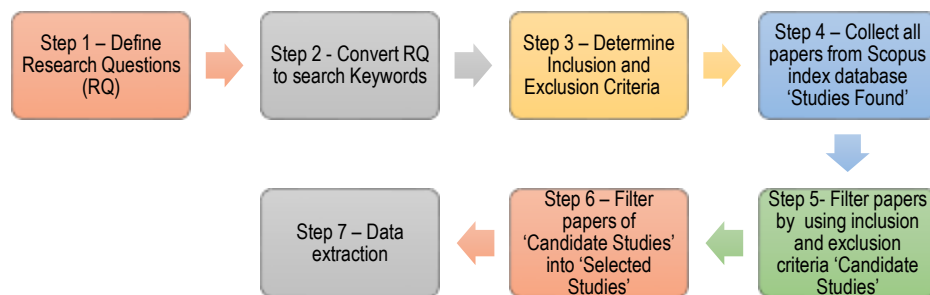 Step 1 – Define
Research Questions
(RQ)
Step 2 - Convert RQ
to search Keywords
Step 3 – Determine
Inclusion and
Exclusion Criteria
Step 4 – Collect all
papers from Scopus
index database
‘Studies Found’
Step 5- Filter papers
by using inclusion
and exclusion
criteria ‘Candidate
Studies’
Step 6 – Filter
papers of
‘Candidate Studies’
into ‘Selected
Studies’
Step 7 – Data
extraction